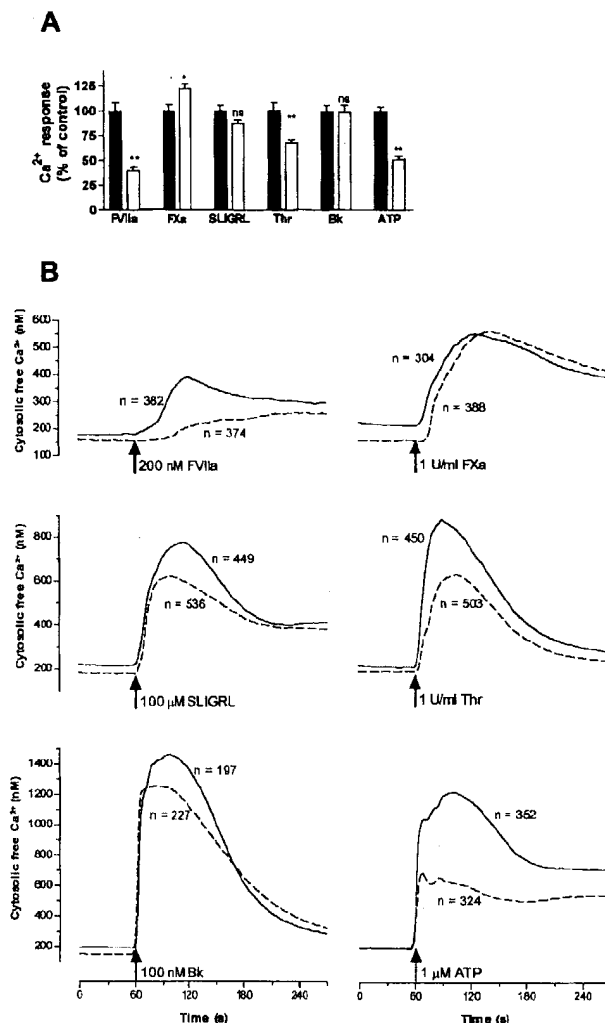 A
Ca²⁺ response
(% of control)
125
100
75
50
25
0
**
*
ns
**
ns
**
FVIIa
FXa
SLIGRL
Thr
Bk
ATP
B
Cytosolic free Ca²⁺ (nM)
600
500
400
300
200
100
n = 382
n = 374
200 nM FVIIa
n = 304
n = 388
1 U/ml FXa
Cytosolic free Ca²⁺ (nM)
800
600
400
200
n = 449
n = 536
100 µM SLIGRL
n = 450
n = 503
1 U/ml Thr
Cytosolic free Ca²⁺ (nM)
1400
1200
1000
800
600
400
200
n = 197
n = 227
100 nM Bk
n = 352
n = 324
1 µM ATP
0 60 120 180 240
Time (s)
0 60 120 180 240
Time (s)